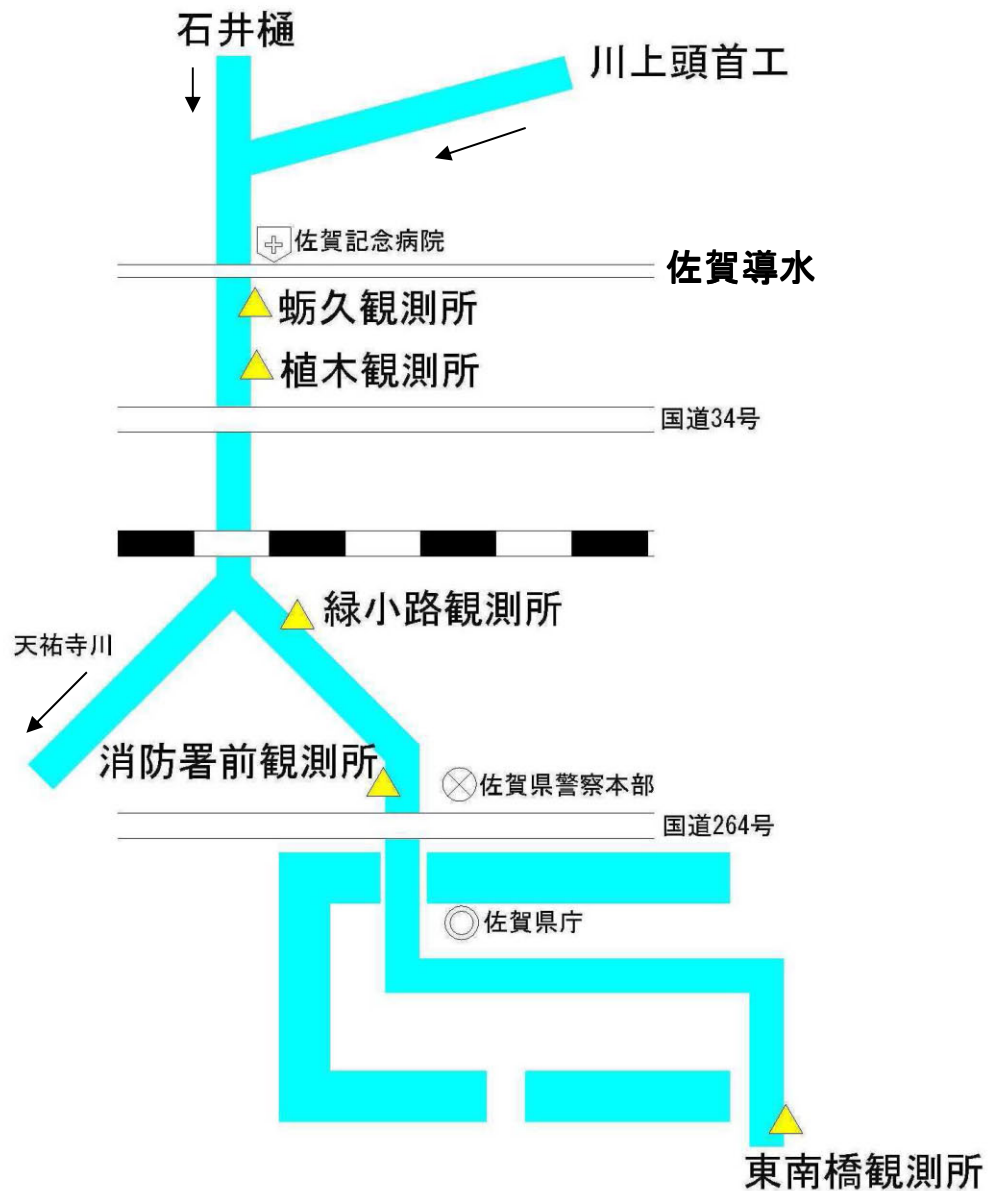 石井樋
川上頭首工
佐賀記念病院
佐賀導水
蛎久観測所
植木観測所
国道34号
緑小路観測所
天祐寺川
消防署前観測所
佐賀県警察本部
国道264号
佐賀県庁
東南橋観測所